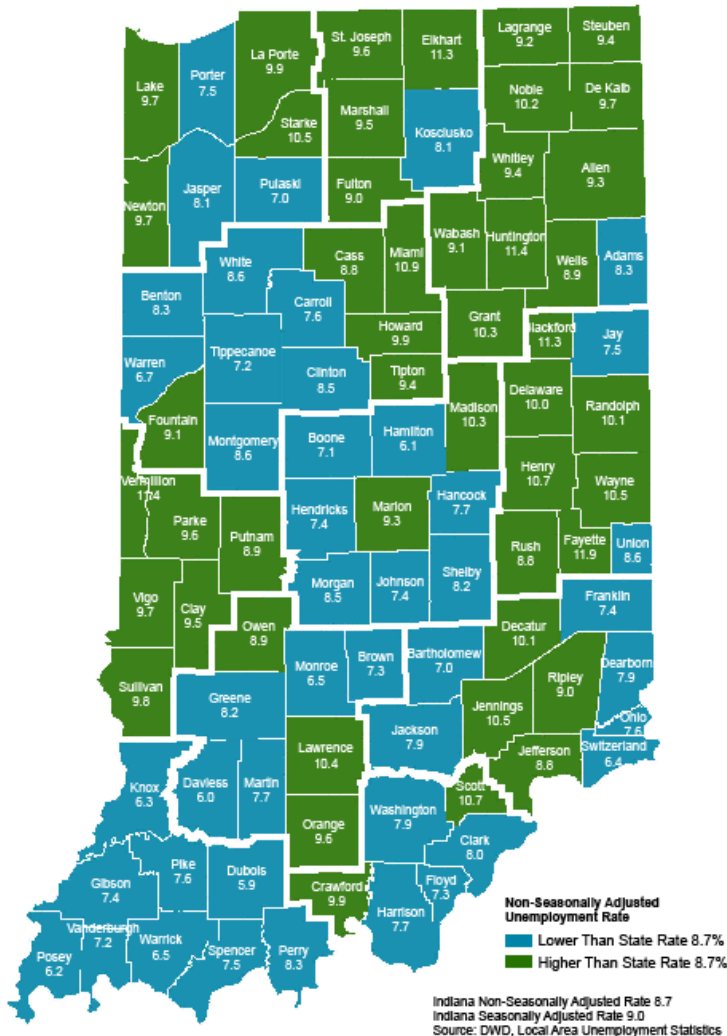 St. Joseph
9.6
Elkhart
11.3
Lagrange
9.2
Steuben
9.4
La Porte
9.9
Porter
7.5
Lake
9.7
Noble
10.2
De Kalb
9.7
Marshall
9.5
Starke
10.5
Kosciusko
8.1
Whitley
9.4
Allen
9.3
Jasper
8.1
Pulaski
7.0
Fulton
9.0
Newton
9.7
Wabash
9.1
Huntington
11.4
Miami
10.9
Cass
8.8
White
8.6
Wells
8.9
Adams
8.3
Benton
8.3
Carroll
7.6
Grant
10.3
Blackford
11.3
Jay
7.5
Howard
9.9
Warren
6.7
Tippecanoe
7.2
Clinton
8.5
Tipton
9.4
Madison
10.3
Delaware
10.0
Randolph
10.1
Fountain
9.1
Montgomery
8.6
Boone
7.1
Hamilton
6.1
Henry
10.7
Wayne
10.5
Vermillion
11.4
Parke
9.6
Putnam
8.9
Hendricks
7.4
Marion
9.3
Hancock
7.7
Rush
8.8
Fayette
11.9
Union
8.6
Morgan
8.5
Johnson
7.4
Shelby
8.2
Vigo
9.7
Clay
9.5
Franklin
7.4
Owen
8.9
Decatur
10.1
Monroe
6.5
Brown
7.3
Bartholomew
7.0
Dearborn
7.9
Sullivan
9.8
Greene
8.2
Ripley
9.0
Jennings
10.5
Ohio
7.6
Jackson
7.9
Lawrence
10.4
Jefferson
8.8
Switzerland
6.4
Knox
6.3
Daviess
6.0
Martin
7.7
Scott
10.7
Washington
7.9
Orange
9.6
Clark
8.0
Pike
7.6
Dubois
5.9
Gibson
7.4
Crawford
9.9
Floyd
7.3
Harrison
7.7
Vanderburgh
7.2
Warrick
6.5
Posey
6.2
Spencer
7.5
Perry
8.3
Non-Seasonally Adjusted
Unemployment Rate
Lower Than State Rate 8.7%
Higher Than State Rate 8.7%
Indiana Non-Seasonally Adjusted Rate 8.7
Indiana Seasonally Adjusted Rate 9.0
Source: DWD, Local Area Unemployment Statistics